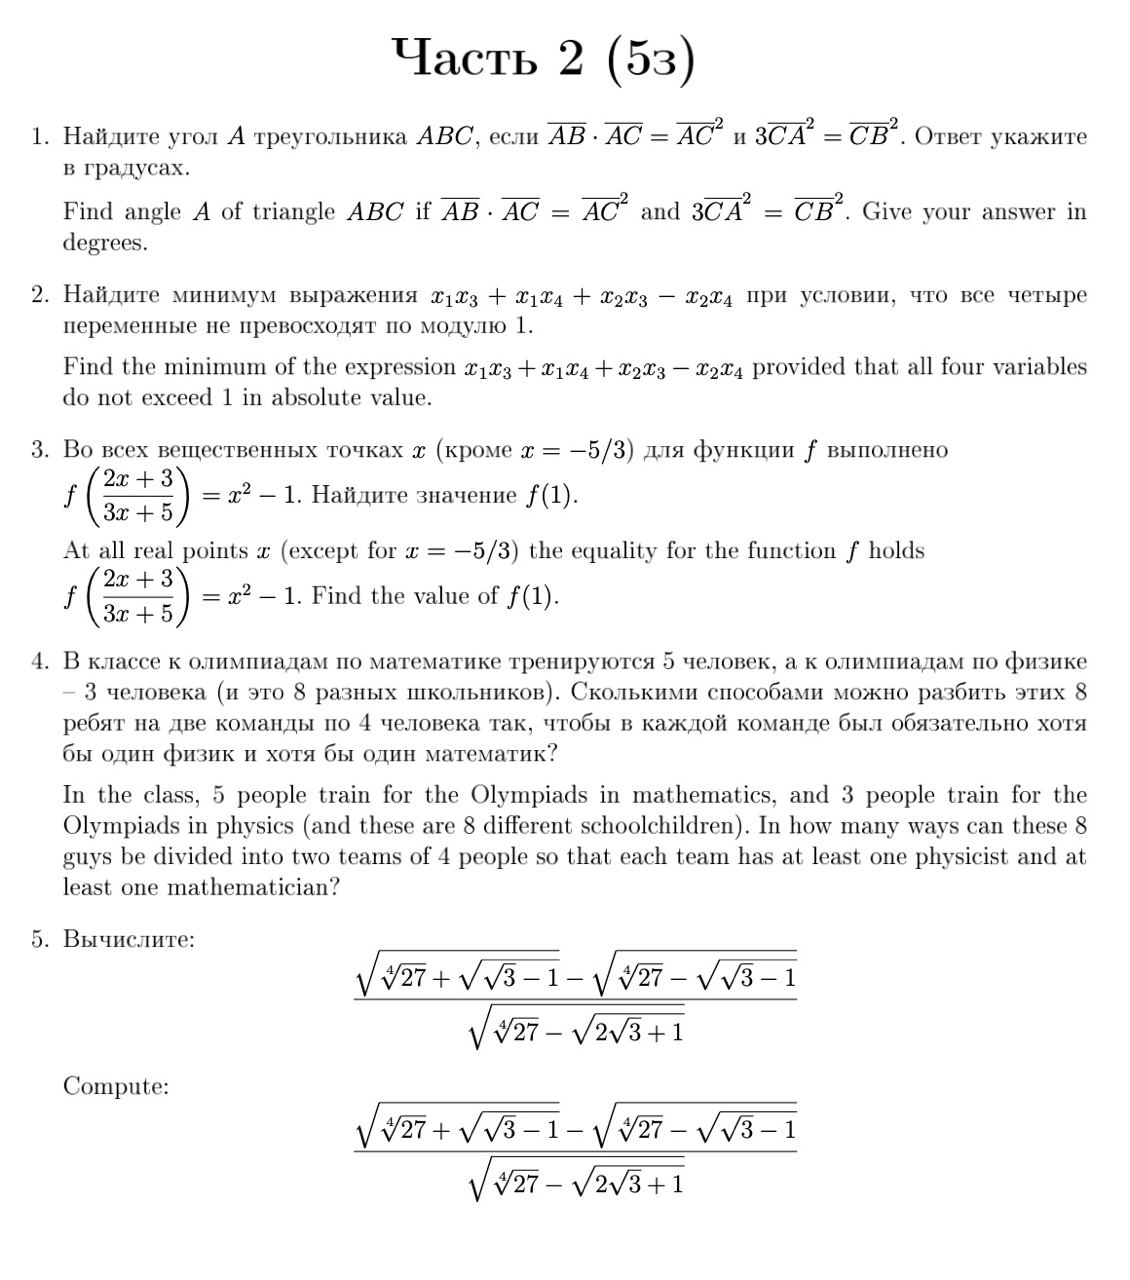 Часть 2 (5з)
1. Найдите угол A треугольника ABC, если $\overline{AB} \cdot \overline{AC} = \overline{AC}^2$ и $3\overline{CA}^2 = \overline{CB}^2$. Ответ укажите
в градусах.
Find angle A of triangle ABC if $\overline{AB} \cdot \overline{AC} = \overline{AC}^2$ and $3\overline{CA}^2 = \overline{CB}^2$. Give your answer in
degrees.
2. Найдите минимум выражения $x_1x_3 + x_1x_4 + x_2x_3 - x_2x_4$ при условии, что все четыре
переменные не превосходят по модулю 1.
Find the minimum of the expression $x_1x_3 + x_1x_4 + x_2x_3 - x_2x_4$ provided that all four variables
do not exceed 1 in absolute value.
3. Во всех вещественных точках $x$ (кроме $x = -5/3$) для функции $f$ выполнено
$f\left(\frac{2x+3}{3x+5}\right) = x^2 - 1$. Найдите значение $f(1)$.
At all real points $x$ (except for $x = -5/3$) the equality for the function $f$ holds
$f\left(\frac{2x+3}{3x+5}\right) = x^2 - 1$. Find the value of $f(1)$.
4. В классе к олимпиадам по математике тренируются 5 человек, а к олимпиадам по физике
– 3 человека (и это 8 разных школьников). Сколькими способами можно разбить этих 8
ребят на две команды по 4 человека так, чтобы в каждой команде был обязательно хотя
бы один физик и хотя бы один математик?
In the class, 5 people train for the Olympiads in mathematics, and 3 people train for the
Olympiads in physics (and these are 8 different schoolchildren). In how many ways can these 8
guys be divided into two teams of 4 people so that each team has at least one physicist and at
least one mathematician?
5. Вычислите:
$\frac{\sqrt{\sqrt[4]{27}+\sqrt{\sqrt{3}-1}}-\sqrt{\sqrt[4]{27}-\sqrt{\sqrt{3}-1}}}{\sqrt{\sqrt[4]{27}-\sqrt{2\sqrt{3}+1}}}$
Compute:
$\frac{\sqrt{\sqrt[4]{27}+\sqrt{\sqrt{3}-1}}-\sqrt{\sqrt[4]{27}-\sqrt{\sqrt{3}-1}}}{\sqrt{\sqrt[4]{27}-\sqrt{2\sqrt{3}+1}}}$